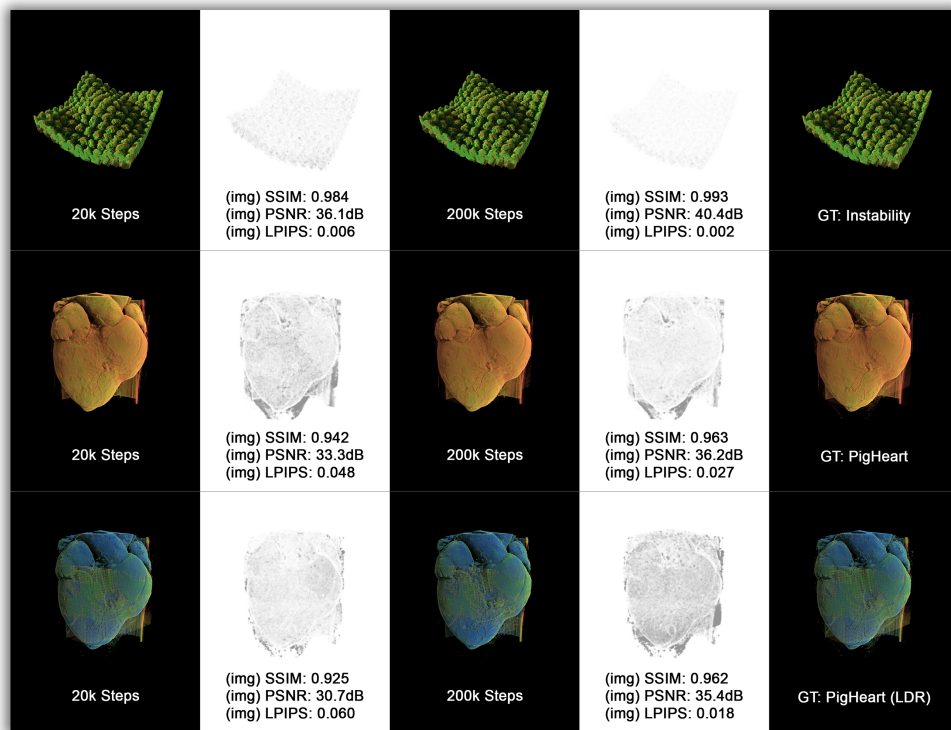 20k Steps
(img) SSIM: 0.984
(img) PSNR: 36.1dB
(img) LPIPS: 0.006
200k Steps
(img) SSIM: 0.993
(img) PSNR: 40.4dB
(img) LPIPS: 0.002
GT: Instability
20k Steps
(img) SSIM: 0.942
(img) PSNR: 33.3dB
(img) LPIPS: 0.048
200k Steps
(img) SSIM: 0.963
(img) PSNR: 36.2dB
(img) LPIPS: 0.027
GT: PigHeart
20k Steps
(img) SSIM: 0.925
(img) PSNR: 30.7dB
(img) LPIPS: 0.060
200k Steps
(img) SSIM: 0.962
(img) PSNR: 35.4dB
(img) LPIPS: 0.018
GT: PigHeart (LDR)